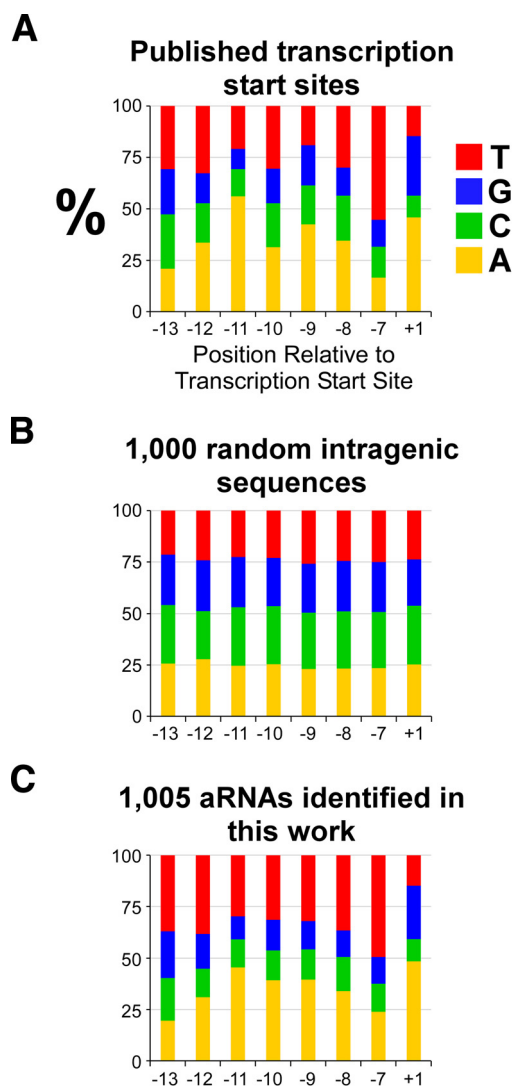 A
Published transcription
start sites
%
100
75
50
25
0
-13 -12 -11 -10 -9 -8 -7 +1
Position Relative to
Transcription Start Site
T
G
C
A
B
1,000 random intragenic
sequences
100
75
50
25
0
-13 -12 -11 -10 -9 -8 -7 +1
C
1,005 aRNAs identified in
this work
100
75
50
25
0
-13 -12 -11 -10 -9 -8 -7 +1